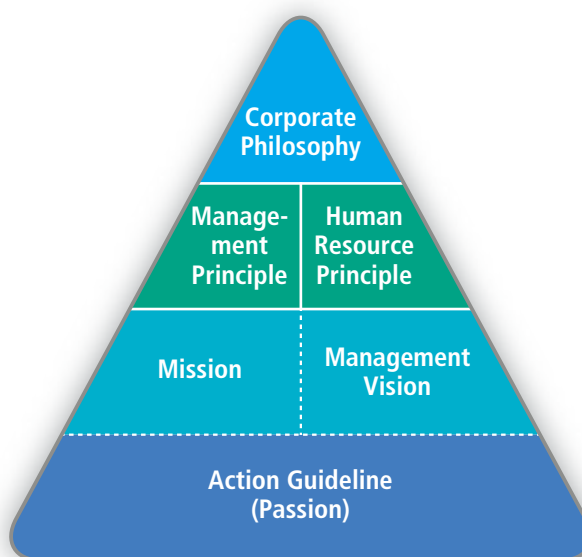 Corporate
Philosophy
Manage-
ment
Principle
Human
Resource
Principle
Mission
Management
Vision
Action Guideline
(Passion)